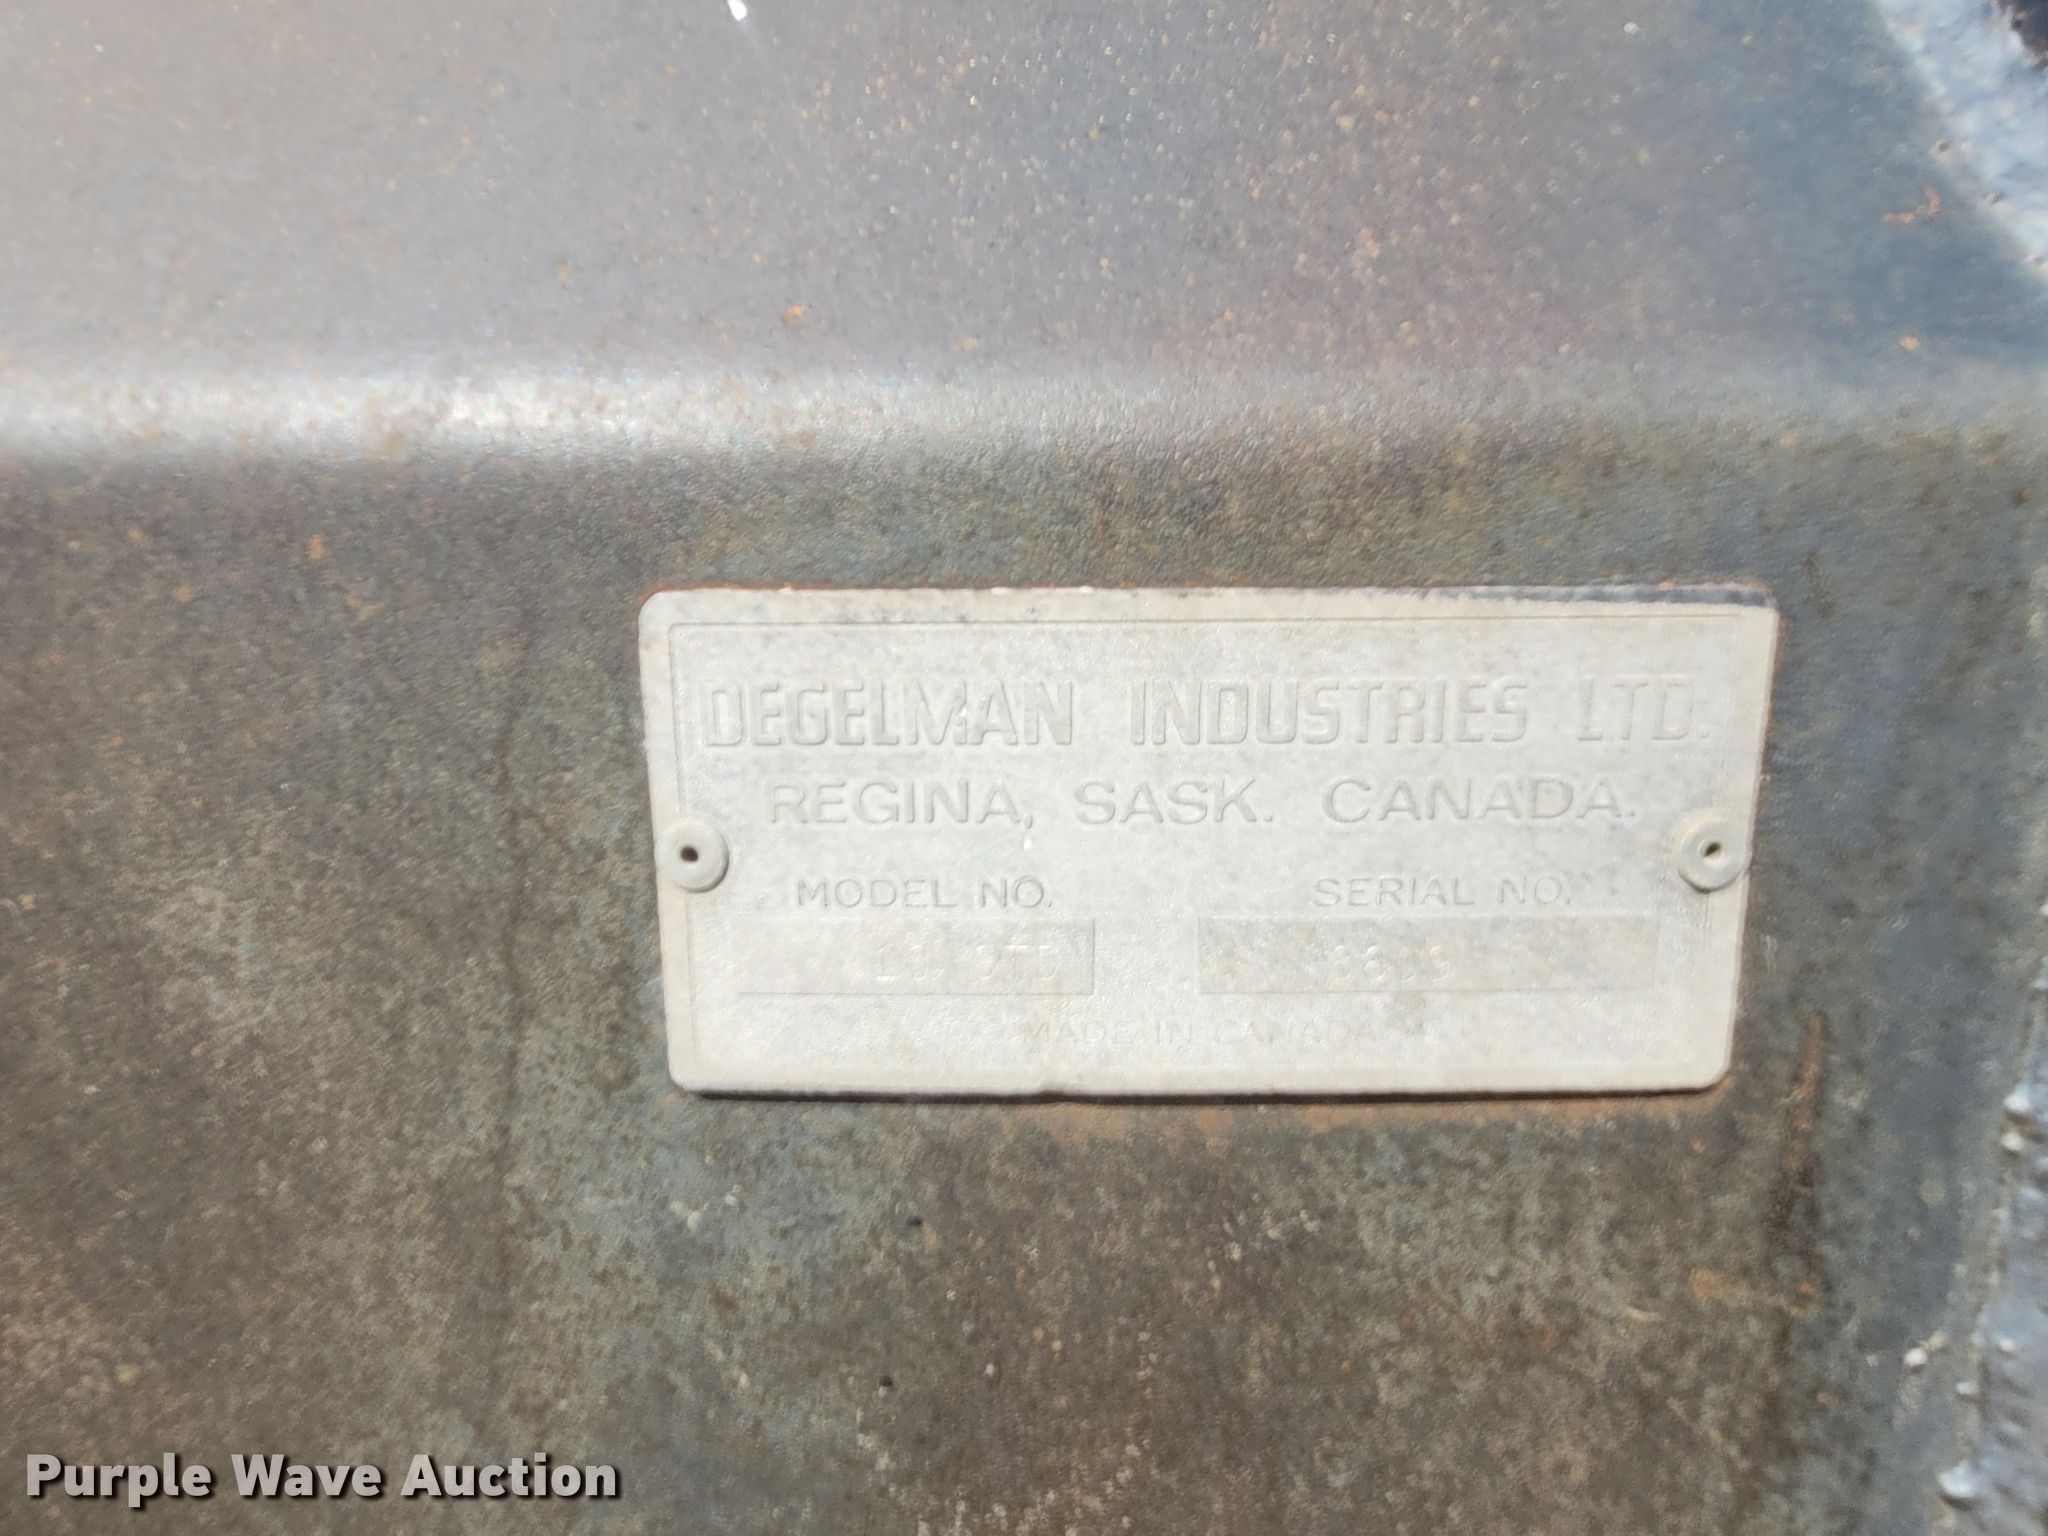 DEGELMAN INDUSTRIES LTD.
REGINA, SASK. CANADA.
MODEL NO. SERIAL NO.
MADE IN CANADA
Purple Wave Auction